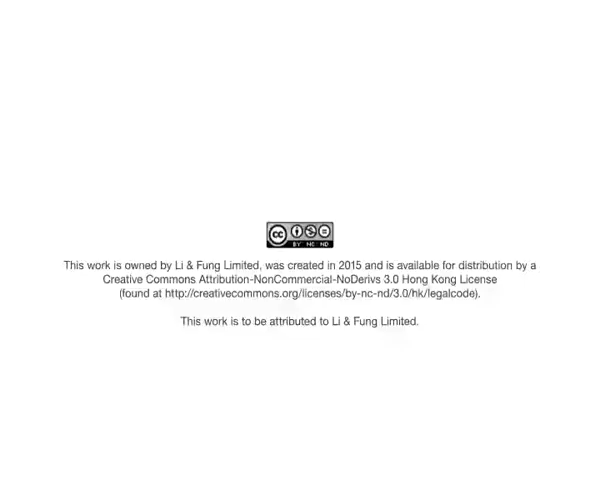 cc
BY NC ND
This work is owned by Li & Fung Limited, was created in 2015 and is available for distribution by a
Creative Commons Attribution-NonCommercial-NoDerivs 3.0 Hong Kong License
(found at http://creativecommons.org/licenses/by-nc-nd/3.0/hk/legalcode).
This work is to be attributed to Li & Fung Limited.